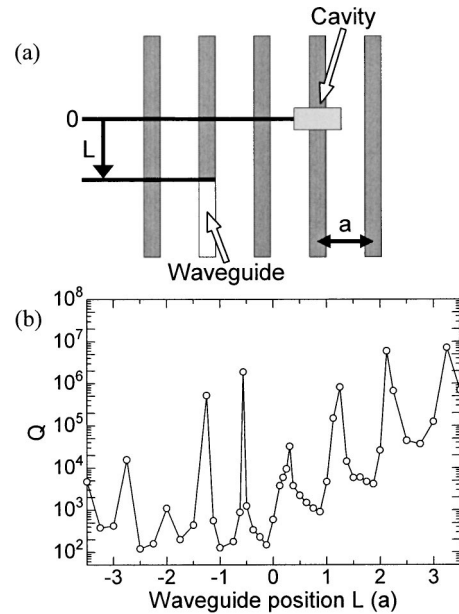 (a)
Cavity
0
L
a
Waveguide
(b)
10^8
10^7
10^6
10^5
10^4
10^3
10^2
Q
-3 -2 -1 0 1 2 3
Waveguide position L (a)